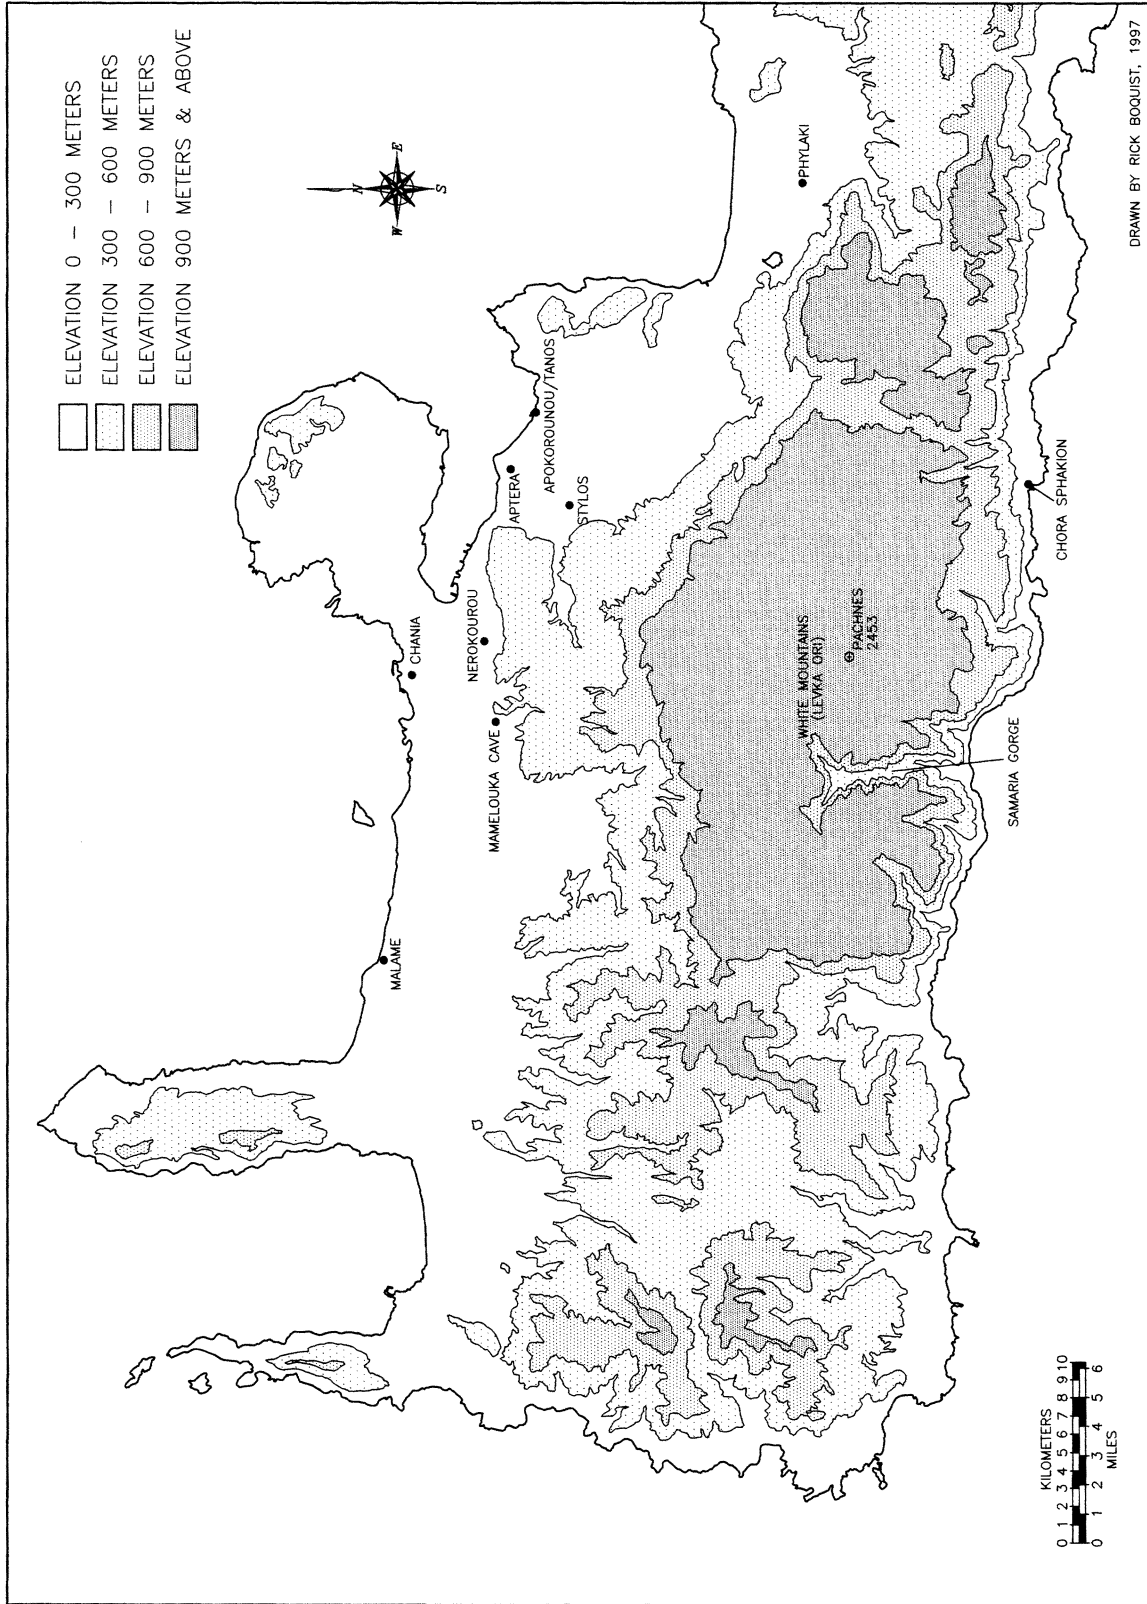 ELEVATION 0 – 300 METERS
ELEVATION 300 – 600 METERS
ELEVATION 600 – 900 METERS
ELEVATION 900 METERS & ABOVE
N
W
E
S
MALAME
CHANIA
NEROKOUROU
MAMELOUKA CAVE
APTERA
APOKOROUNOU/TANOS
STYLOS
PHYLAKI
WHITE MOUNTAINS
(LEVKA ORI)
PACHNES
2453
SAMARIA GORGE
CHORA SPHAKION
KILOMETERS
0 1 2 3 4 5 6 7 8 9 10
0 1 2 3 4 5 6
MILES
DRAWN BY RICK BOQUIST, 1997